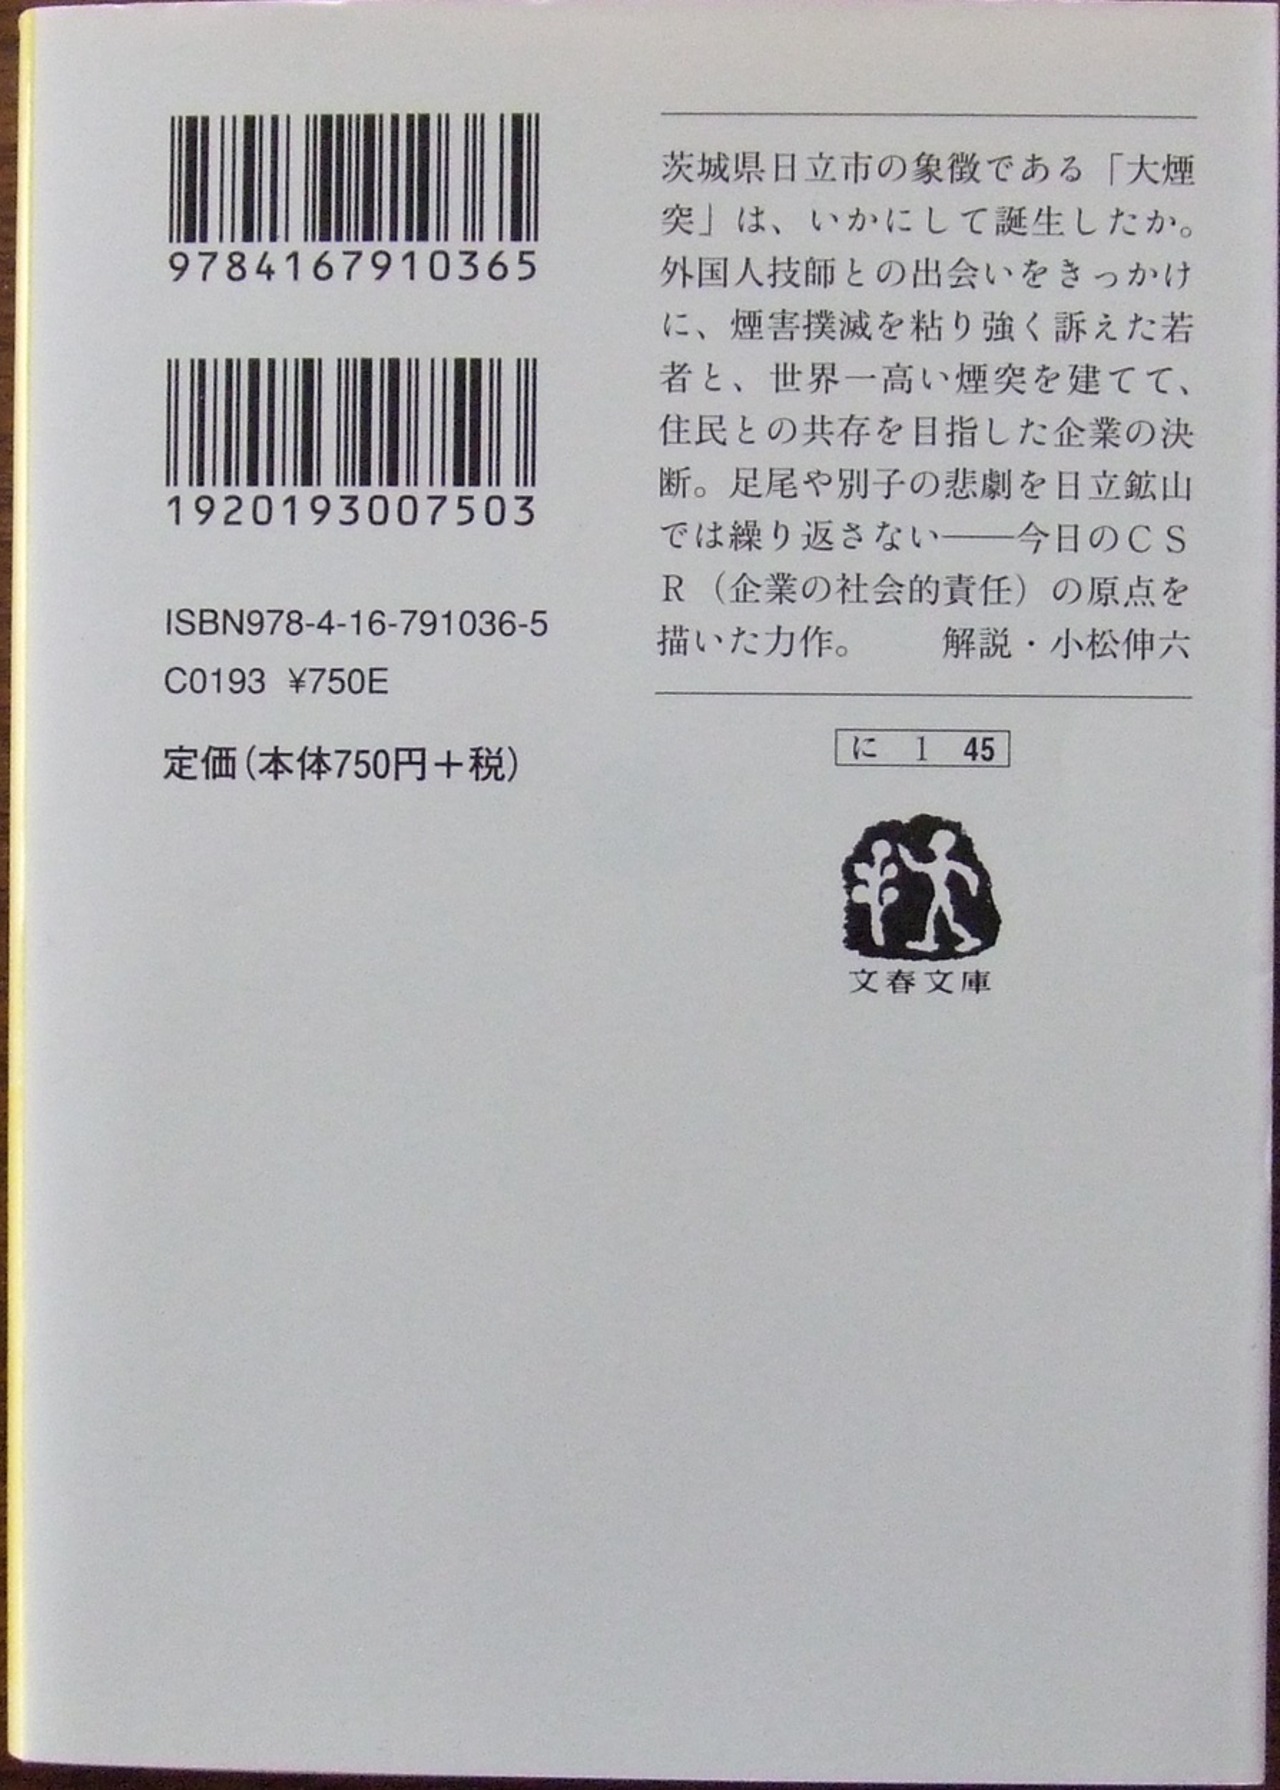 9784167910365
1920193007503
ISBN978-4-16-791036-5
C0193 ¥750E
定価(本体750円+税)
茨城県日立市の象徴である「大煙
突」は、いかにして誕生したか。
外国人技師との出会いをきっかけ
に、煙害撲滅を粘り強く訴えた若
者と、世界一高い煙突を建てて、
住民との共存を目指した企業の決
断。足尾や別子の悲劇を日立鉱山
では繰り返さない――今日のCS
R（企業の社会的責任）の原点を
描いた力作。　　解説・小松伸六
に 1 45
文春文庫